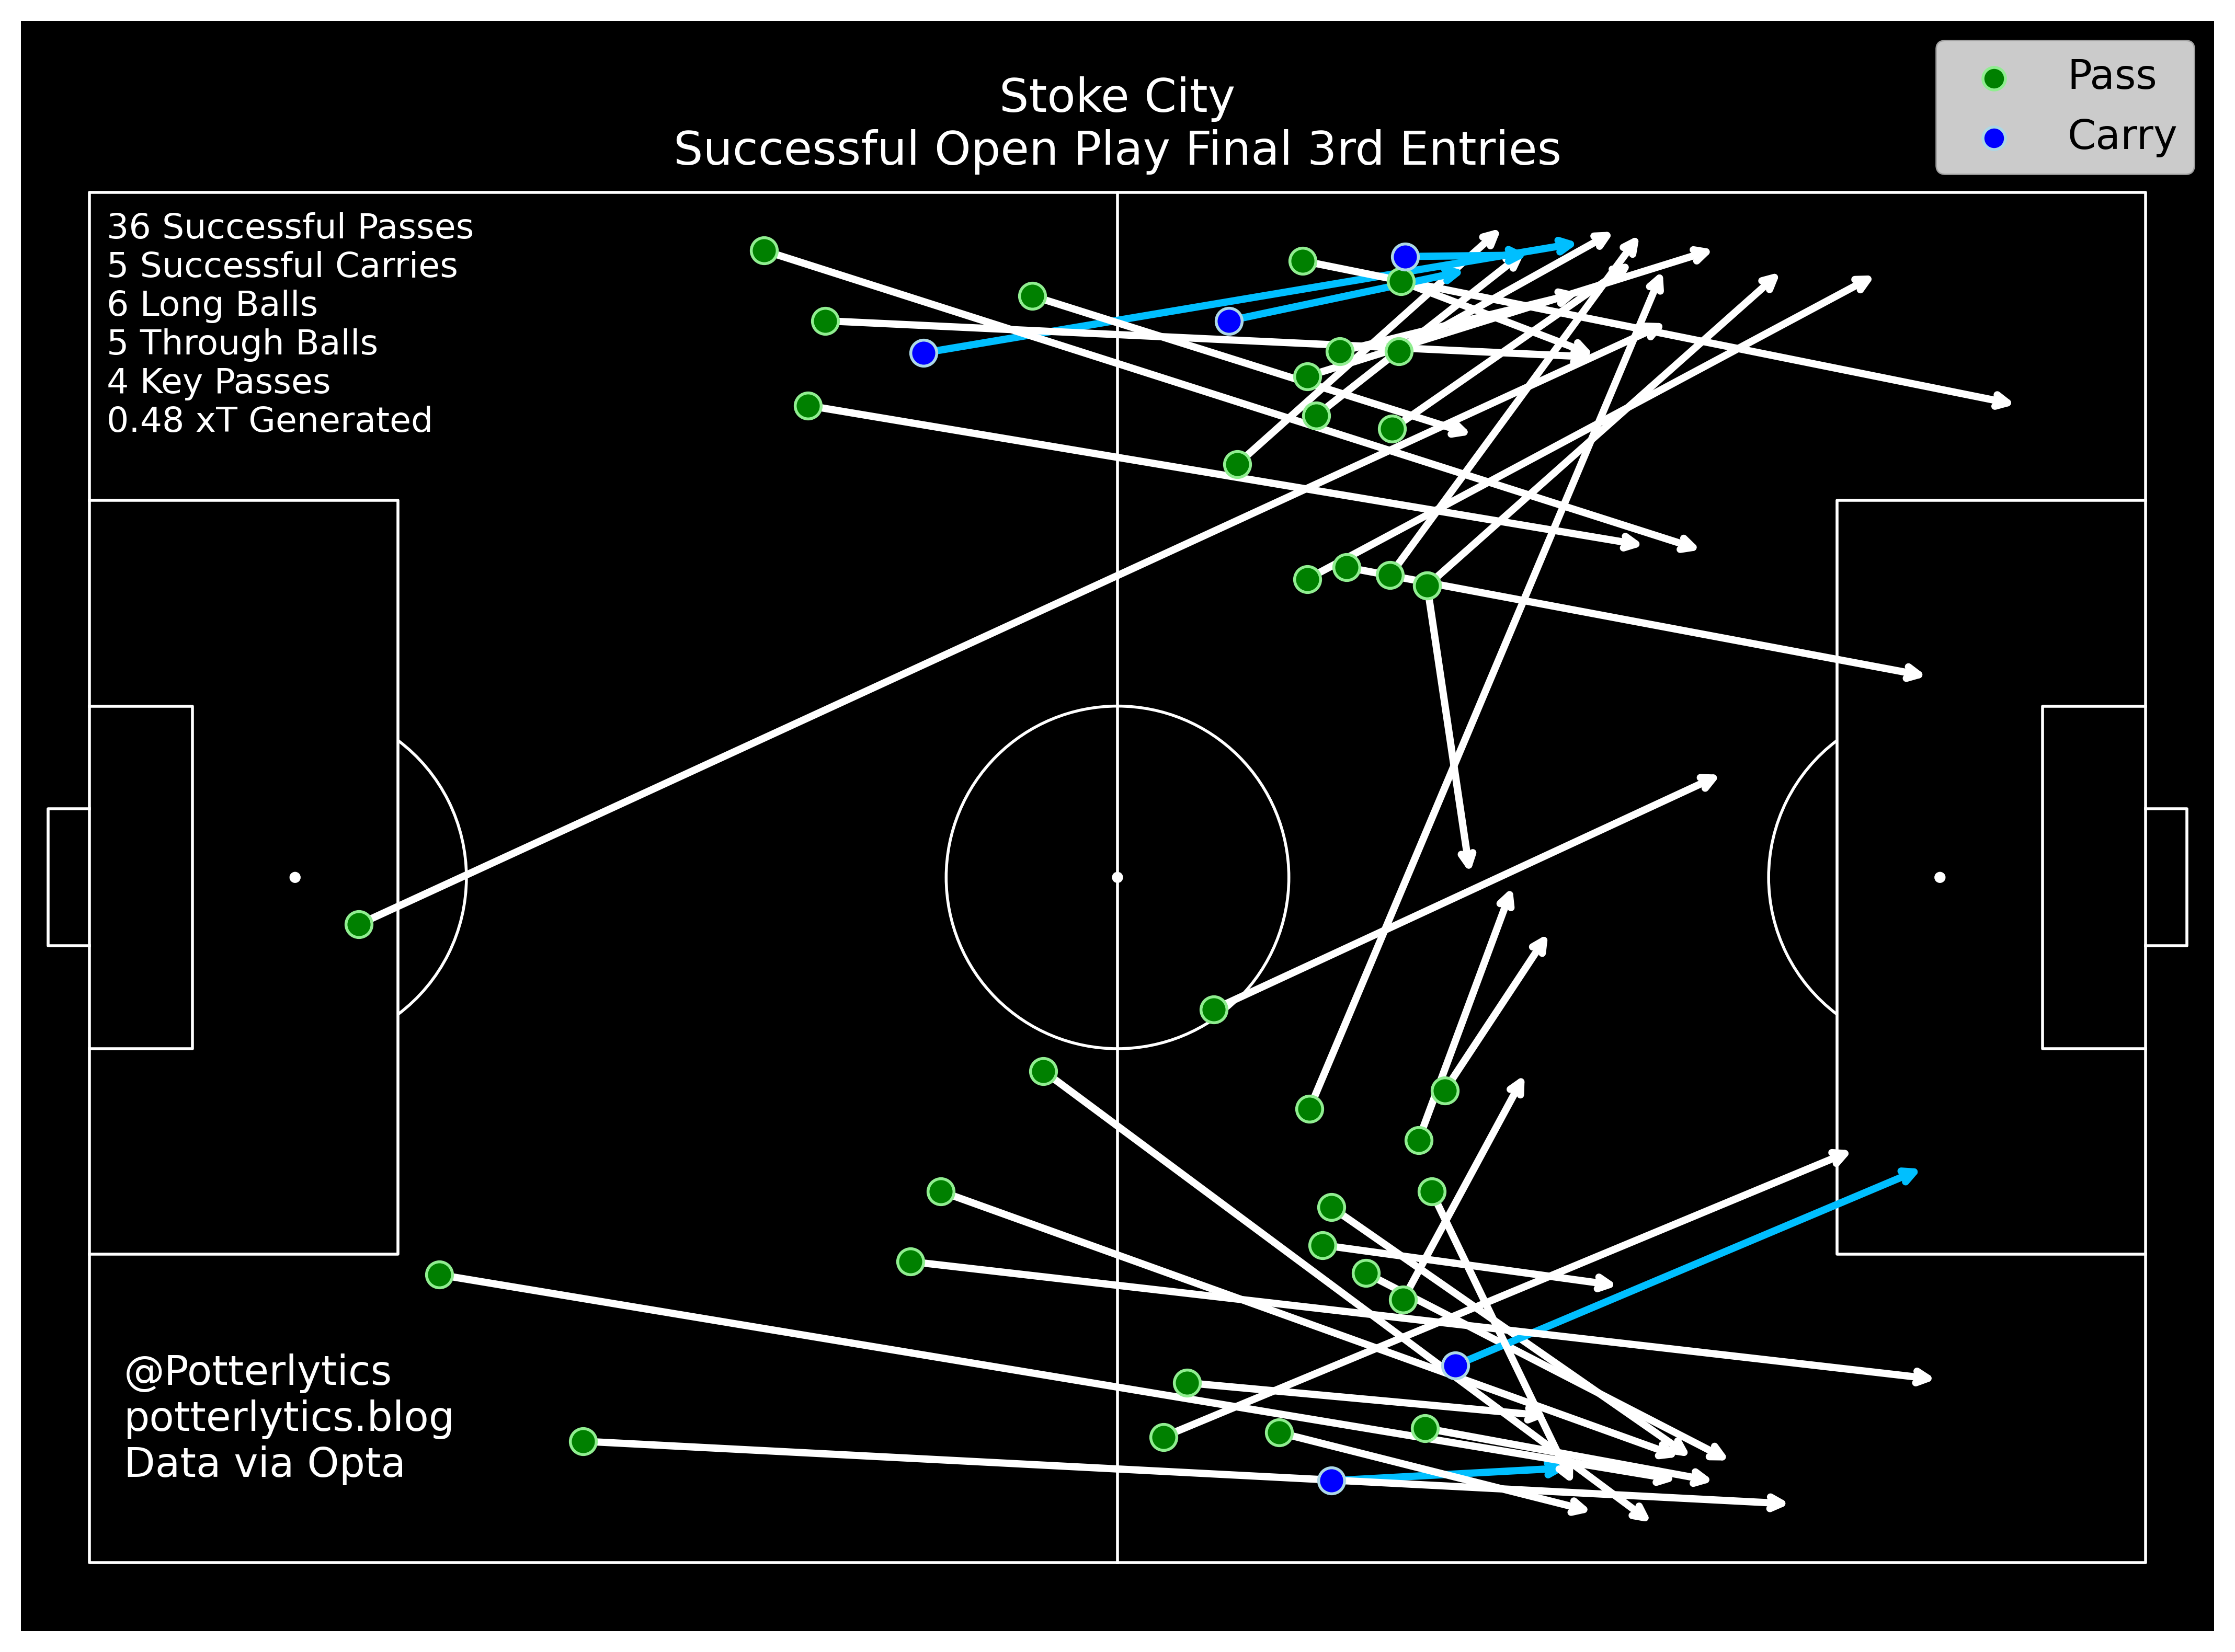 Stoke City
Successful Open Play Final 3rd Entries
Pass
Carry
36 Successful Passes
5 Successful Carries
6 Long Balls
5 Through Balls
4 Key Passes
0.48 xT Generated
@Potterlytics
potterlytics.blog
Data via Opta